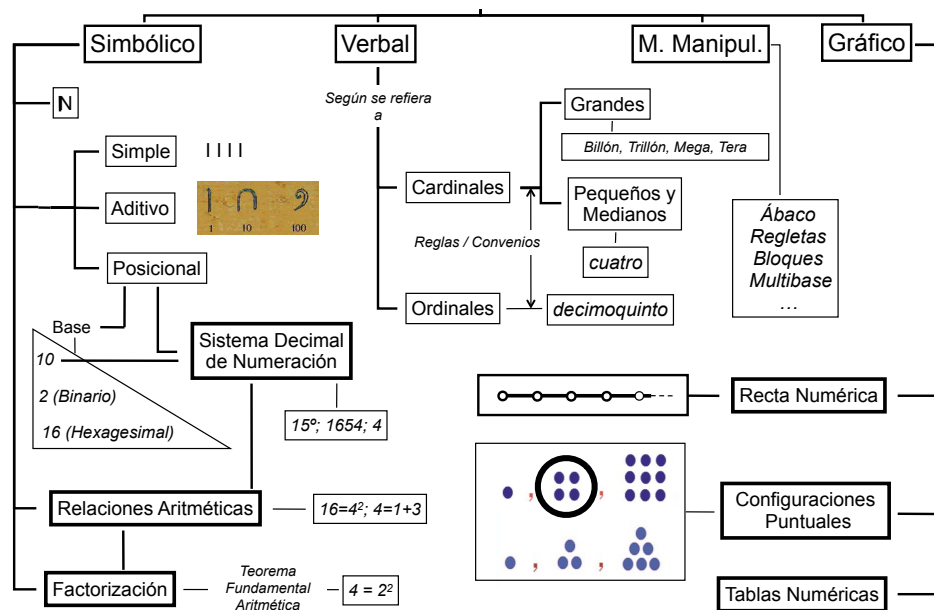 Simbólico
Verbal
M. Manipul.
Gráfico
N
Simple
I I I I
Aditivo
1 10 100
Posicional
Base
10
2 (Binario)
16 (Hexagesimal)
Sistema Decimal
de Numeración
15º; 1654; 4
Relaciones Aritméticas
16=4²; 4=1+3
Factorización
Teorema
Fundamental
Aritmética
4 = 2²
Según se refiera
a
Cardinales
Grandes
Billón, Trillón, Mega, Tera
Pequeños y
Medianos
cuatro
Reglas / Convenios
Ordinales
decimoquinto
Ábaco
Regletas
Bloques
Multibase
…
Recta Numérica
, ,
Configuraciones
Puntuales
, ,
Tablas Numéricas